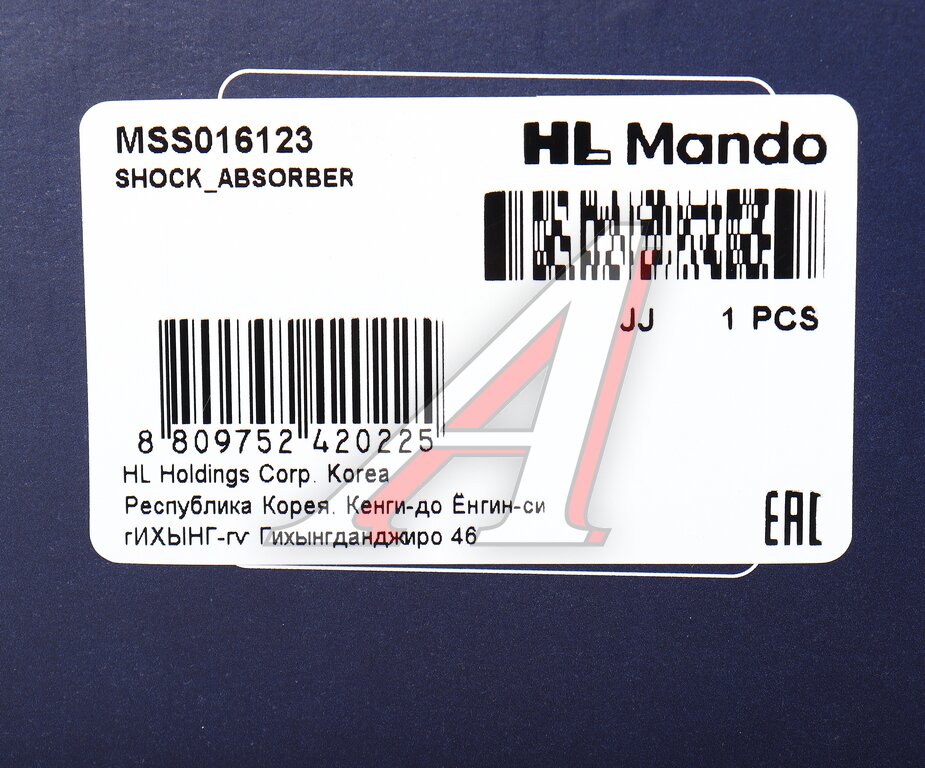 MSS016123
SHOCK_ABSORBER
HL Mando
JJ 1 PCS
8 809752 420225
HL Holdings Corp. Korea
Республика Корея. Кенги-до Ёнгин-си
гИХЫНГ-гу Гихынгданджиро 46
EAC